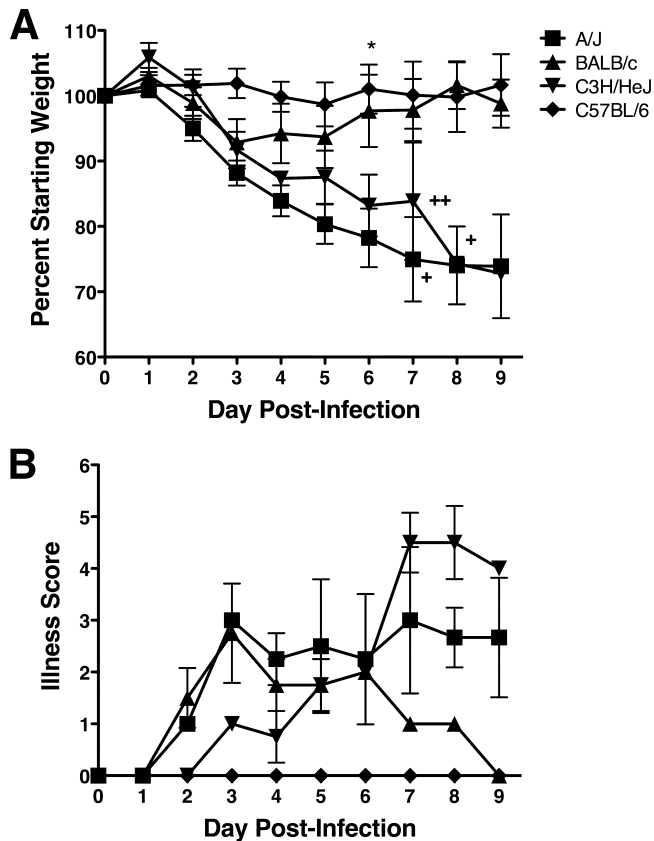 A
110
100
90
80
70
60
Percent Starting Weight
*
++
+
+
0 1 2 3 4 5 6 7 8 9
Day Post-Infection
A/J
BALB/c
C3H/HeJ
C57BL/6
B
6
5
4
3
2
1
0
Illness Score
0 1 2 3 4 5 6 7 8 9
Day Post-Infection